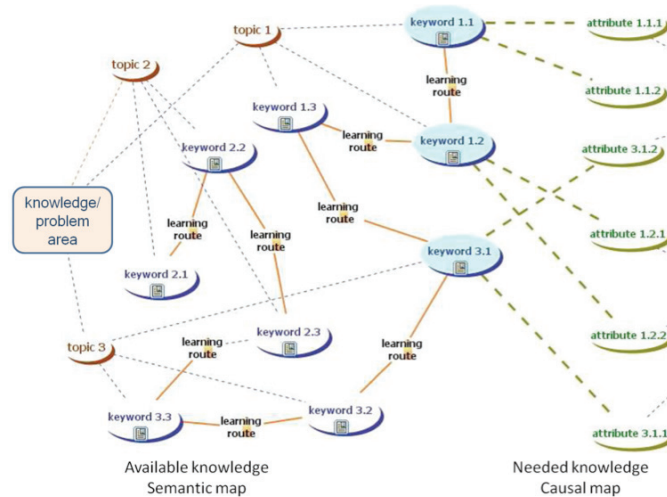 topic 1
keyword 1.1
attribute 1.1.1
topic 2
learning
route
attribute 1.1.2
keyword 1.3
learning
route
keyword 1.2
attribute 3.1.2
keyword 2.2
knowledge/
problem
area
learning
route
learning
route
learning
route
attribute 1.2.1
keyword 3.1
keyword 2.1
keyword 2.3
attribute 1.2.2
topic 3
learning
route
learning
route
keyword 3.3
learning
route
keyword 3.2
attribute 3.1.1
Available knowledge
Semantic map
Needed knowledge
Causal map